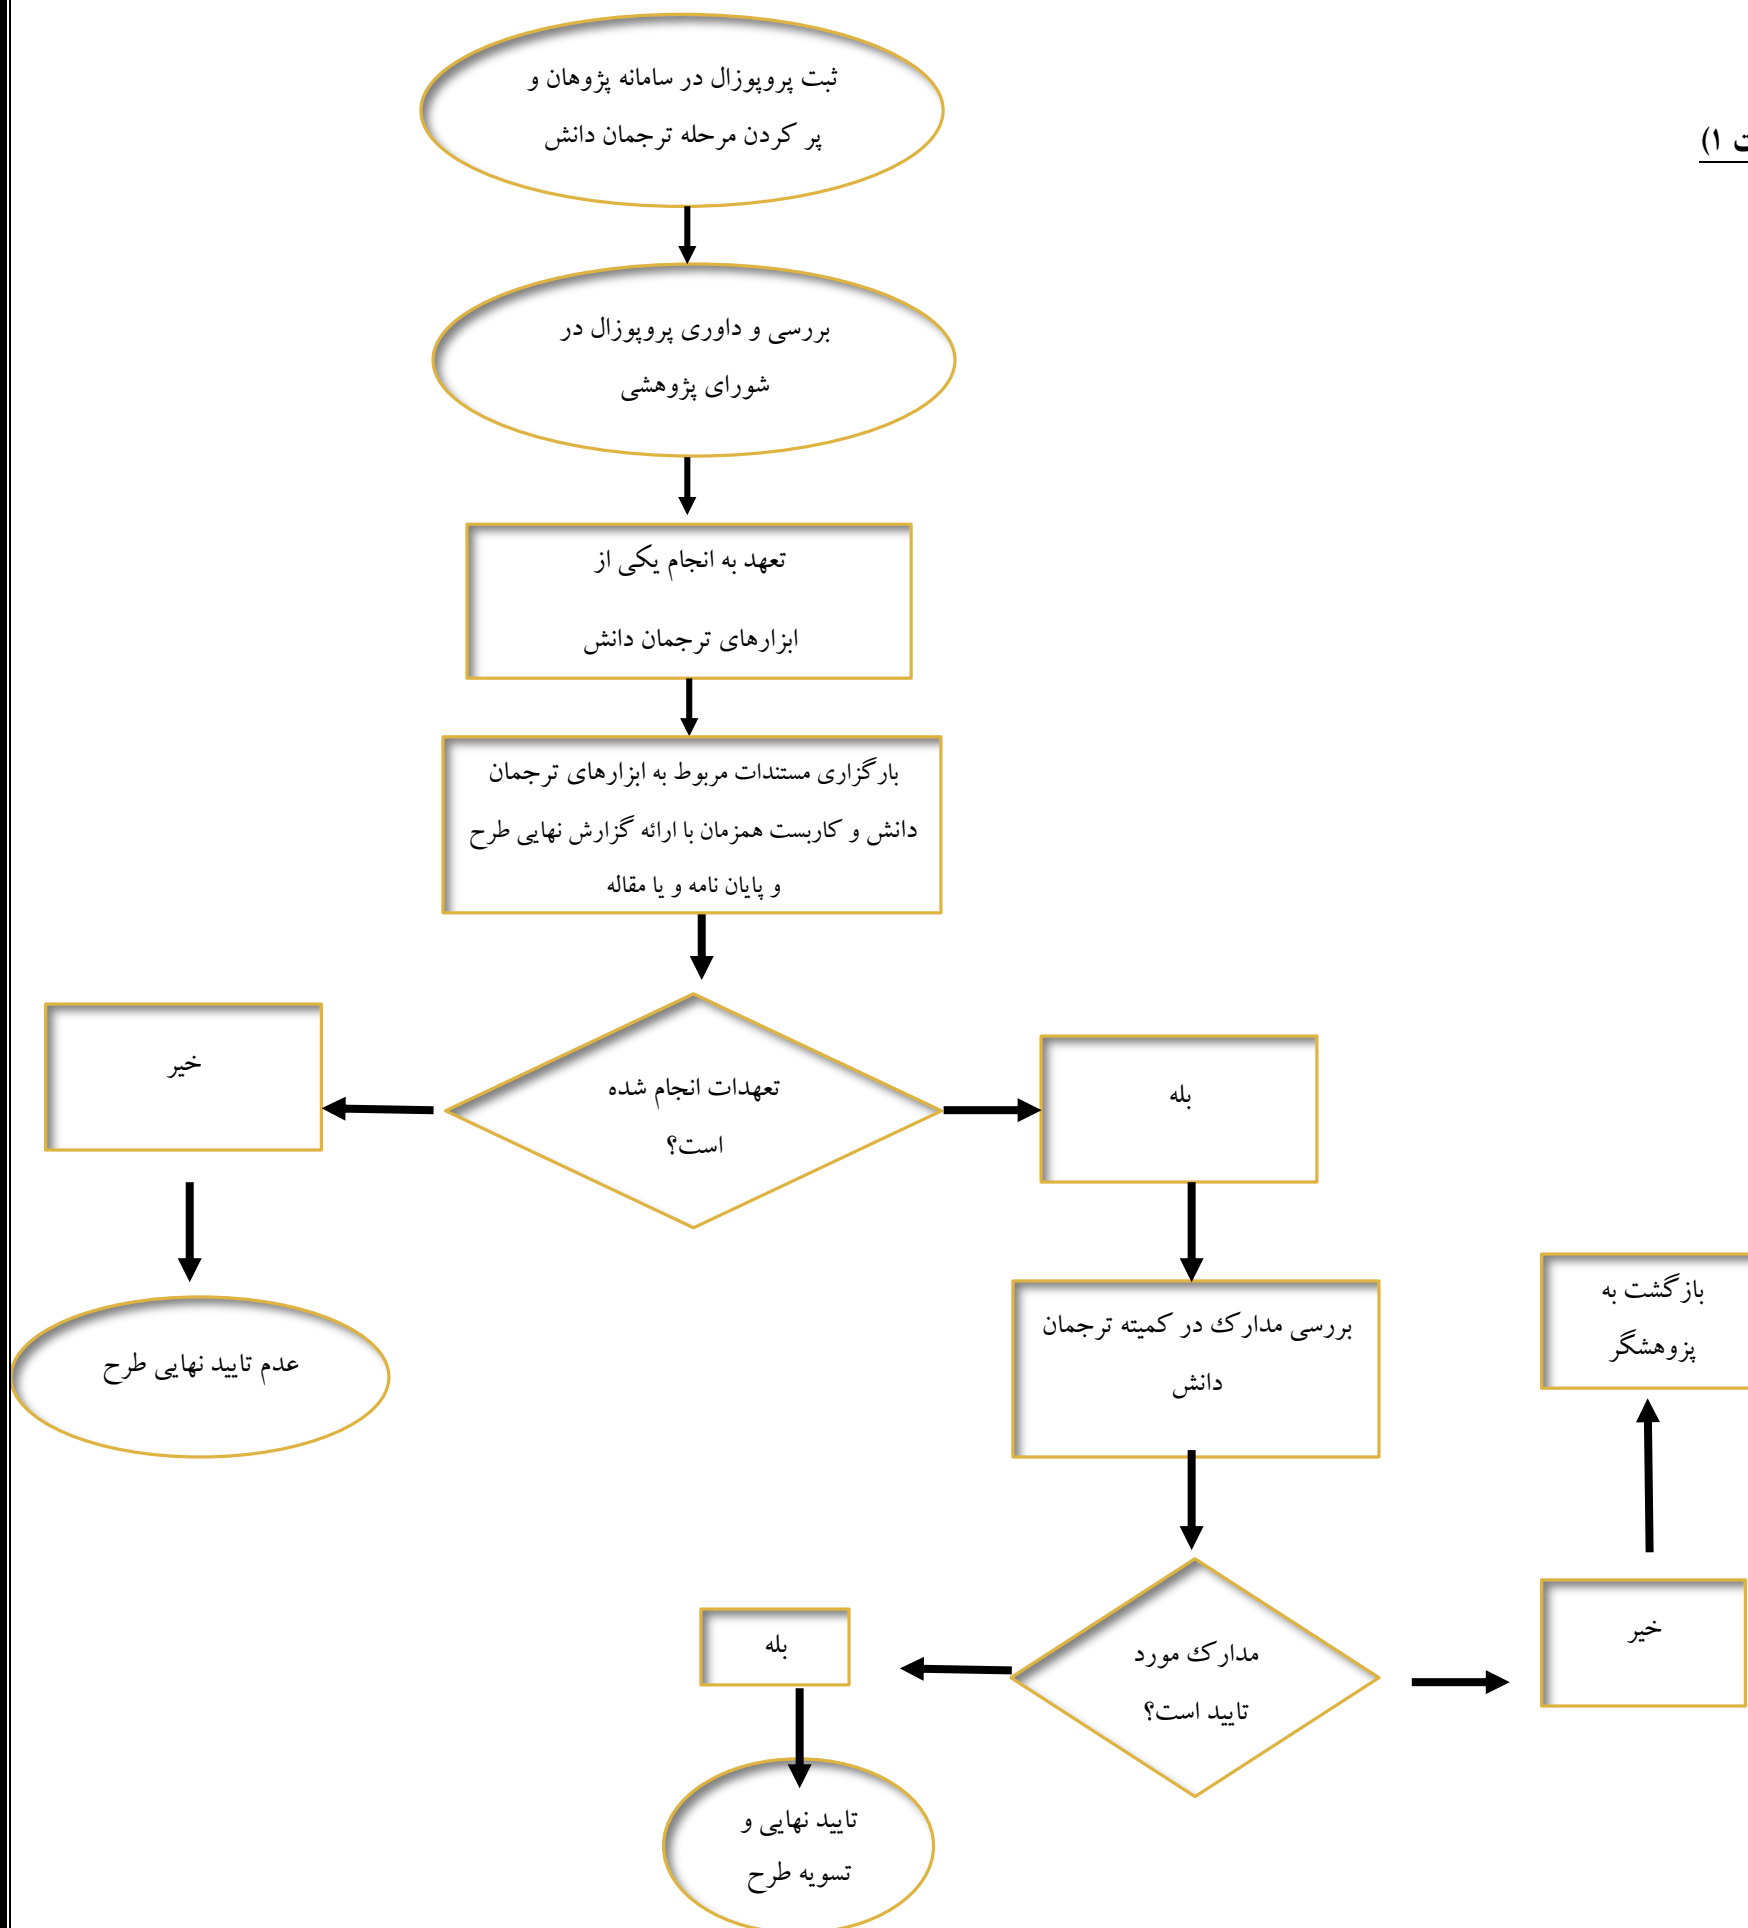 ثبت پروپوزال در سامانه پژوهان و
پر کردن مرحله ترجمان دانش
ت ۱)
بررسی و داوری پروپوزال در
شورای پژوهشی
تعهد به انجام یکی از
ابزارهای ترجمان دانش
بارگزاری مستندات مربوط به ابزارهای ترجمان
دانش و کاربست همزمان با ارائه گزارش نهایی طرح
و پایان نامه و یا مقاله
تعهدات انجام شده
است؟
بله
خیر
بررسی مدارک در کمیته ترجمان
دانش
عدم تایید نهایی طرح
بازگشت به
پزوهشگر
مدارک مورد
تایید است؟
خیر
بله
تایید نهایی و
تسویه طرح